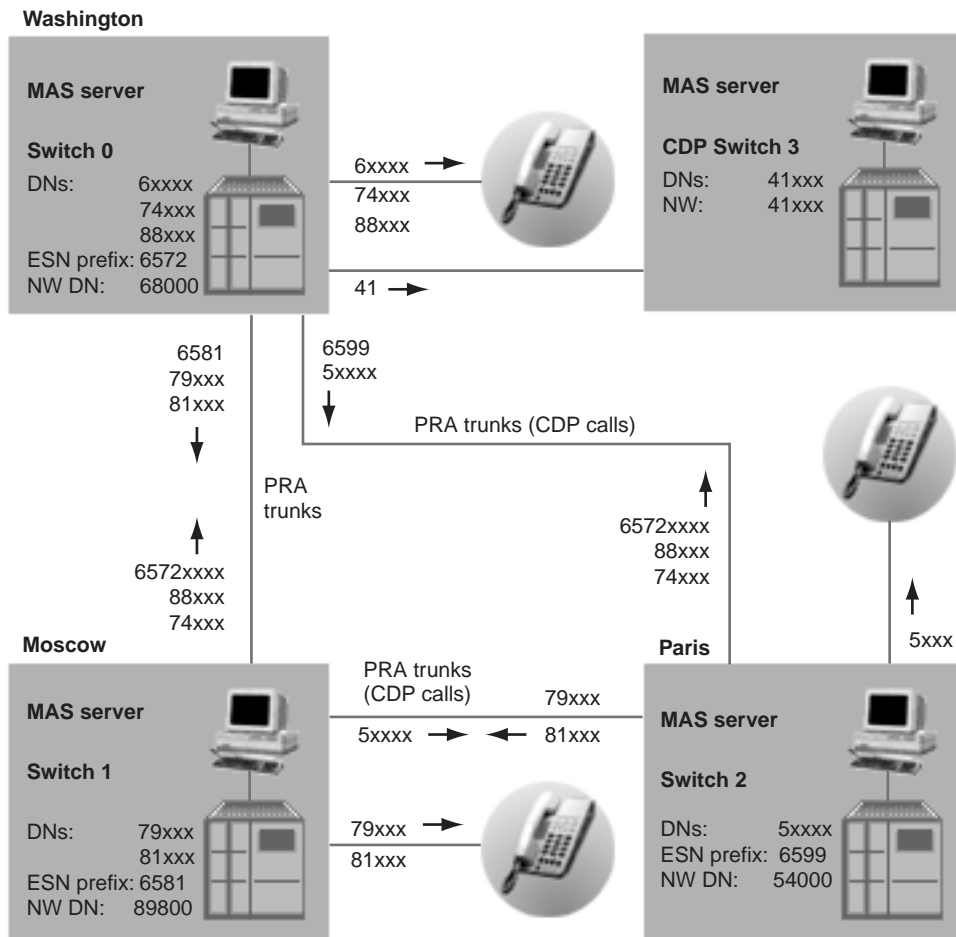 Washington
MAS server
Switch 0
DNs: 6xxxx
74xxx
88xxx
ESN prefix: 6572
NW DN: 68000
6xxxx
74xxx
88xxx
41
MAS server
CDP Switch 3
DNs: 41xxx
NW: 41xxx
6581
79xxx
81xxx
6599
5xxxx
PRA trunks (CDP calls)
PRA
trunks
6572xxxx
88xxx
74xxx
6572xxxx
88xxx
74xxx
5xxx
Moscow
MAS server
Switch 1
DNs: 79xxx
81xxx
ESN prefix: 6581
NW DN: 89800
PRA trunks
(CDP calls)
79xxx
5xxxx
81xxx
79xxx
81xxx
Paris
MAS server
Switch 2
DNs: 5xxxx
ESN prefix: 6599
NW DN: 54000